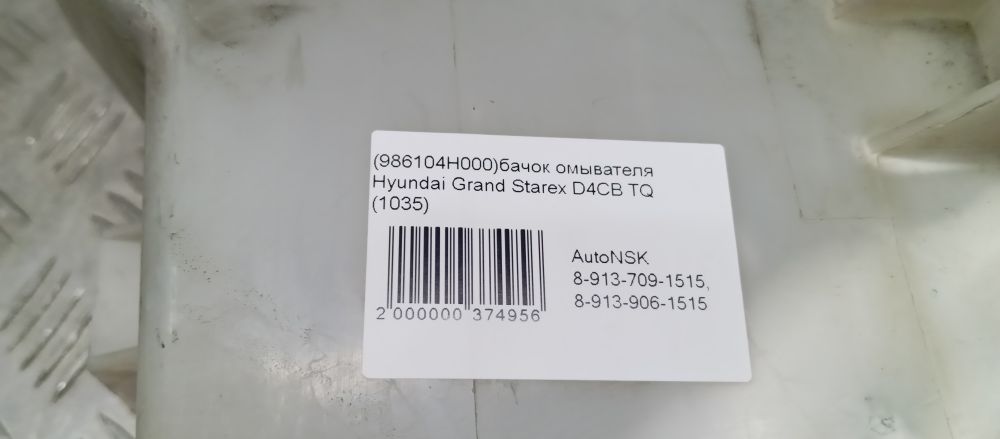 (986104H000)бачок омывателя
Hyundai Grand Starex D4CB TQ
(1035)
AutoNSK
8-913-709-1515,
8-913-906-1515
2 000000 374956